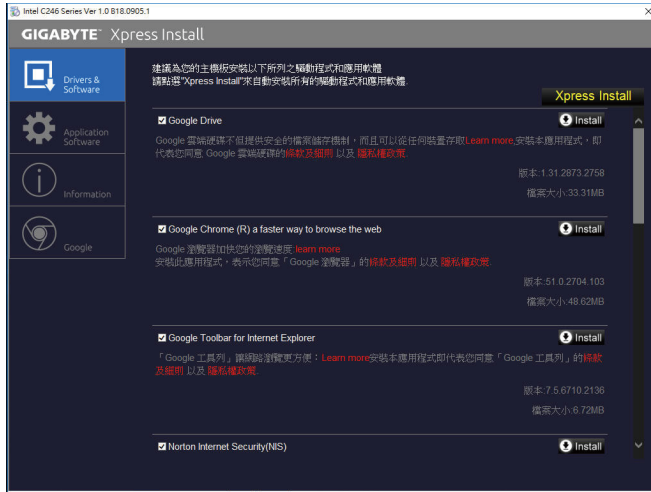 Intel C246 Series Ver 1.0 B18.0905.1
GIGABYTE™ Xpress Install
Drivers &
Software
Application
Software
Information
Google
建議為您的主機板安裝以下所列之驅動程式和應用軟體
請點選"Xpress Install"來自動安裝所有的驅動程式和應用軟體.
Xpress Install
Google Drive
Install
Google 雲端硬碟不但提供安全的檔案儲存機制，而且可以從任何裝置存取Learn more,安裝本應用程式，即
代表您同意 Google 雲端硬碟的條款及細則 以及 隱私權政策.
版本:1.31.2873.2758
檔案大小:33.31MB
Google Chrome (R) a faster way to browse the web
Install
Google 瀏覽器加快您的瀏覽速度:learn more
安裝此應用程式，表示您同意「Google 瀏覽器」的條款及細則 以及 隱私權政策.
版本:51.0.2704.103
檔案大小:48.62MB
Google Toolbar for Internet Explorer
Install
「Google 工具列」讓網路瀏覽更方便：Learn more安裝本應用程式即代表您同意「Google 工具列」的條款
及細則 以及 隱私權政策.
版本:7.5.6710.2136
檔案大小:6.72MB
Norton Internet Security(NIS)
Install